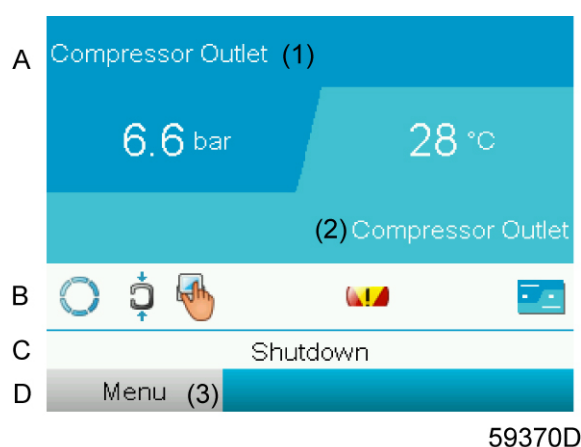 A Compressor Outlet (1)
6.6 bar 28 °C
(2) Compressor Outlet
B
C Shutdown
D Menu (3)
59370D